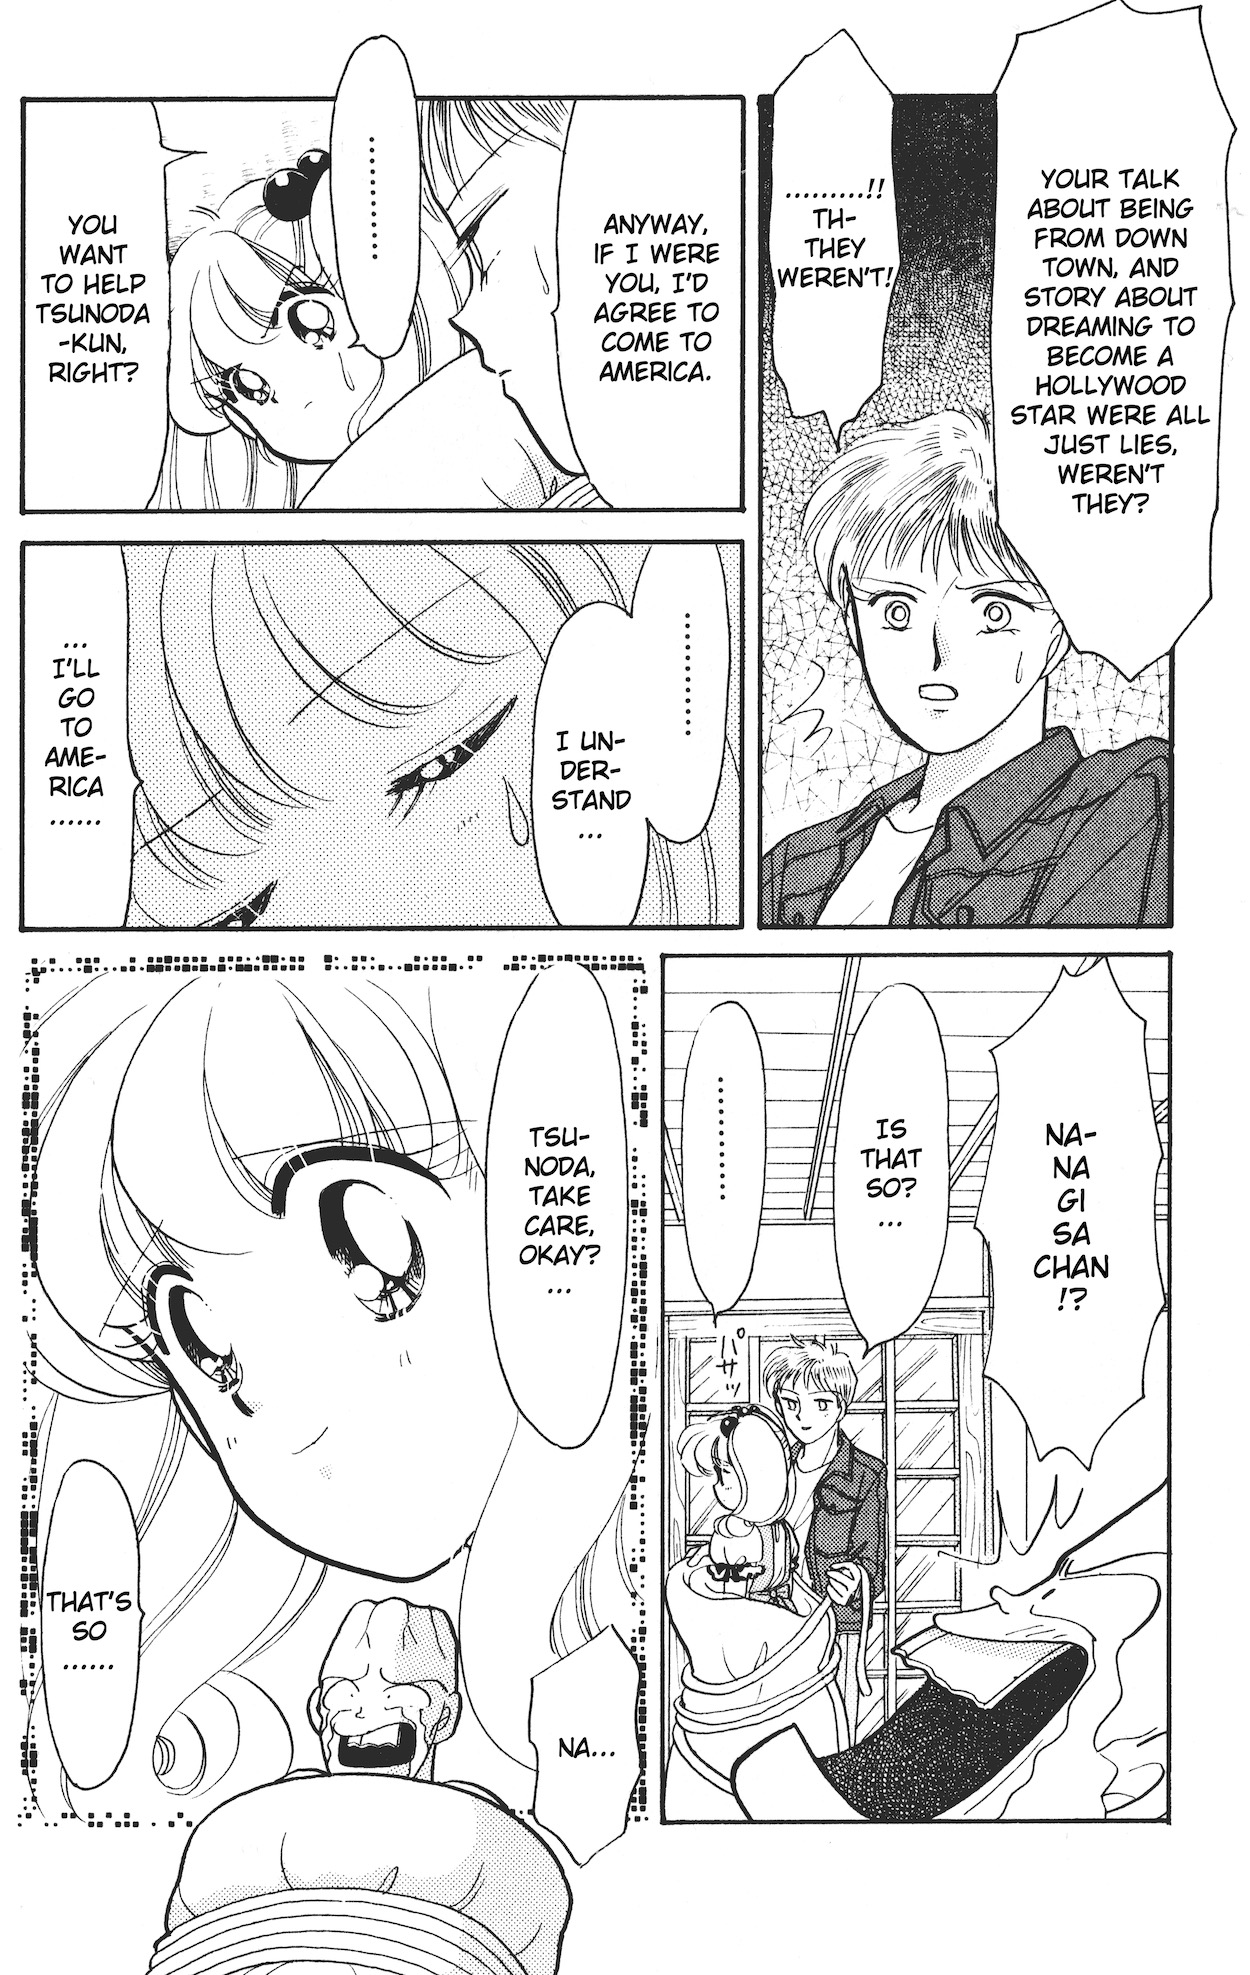 YOUR TALK
ABOUT BEING
FROM DOWN
TOWN, AND
STORY ABOUT
DREAMING TO
BECOME A
HOLLYWOOD
STAR WERE ALL
JUST LIES,
WEREN'T
THEY?
..........!!
TH-
THEY
WEREN'T!
ANYWAY,
IF I WERE
YOU, I'D
AGREE TO
COME TO
AMERICA.
..........
YOU
WANT
TO HELP
TSUNODA
-KUN,
RIGHT?
..........
I UN-
DER-
STAND
...
...
I'LL
GO
TO
AME-
RICA
......
NA-
NA
GI
SA
CHAN
!?
IS
THAT
SO?
...
..........
パサッ
TSU-
NODA,
TAKE
CARE,
OKAY?
...
NA...
THAT'S
SO
......